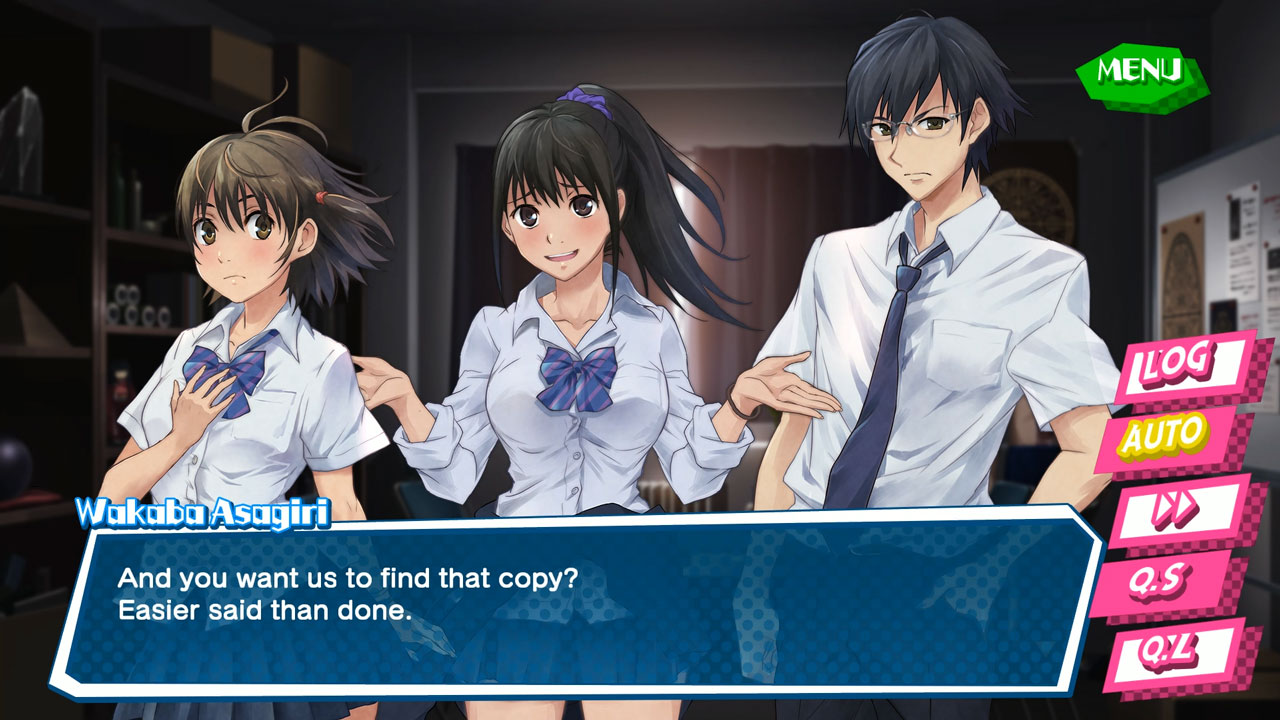 MENU
LOG
AUTO
Q.S
Q.L
Wakaba Asagiri
And you want us to find that copy?
Easier said than done.